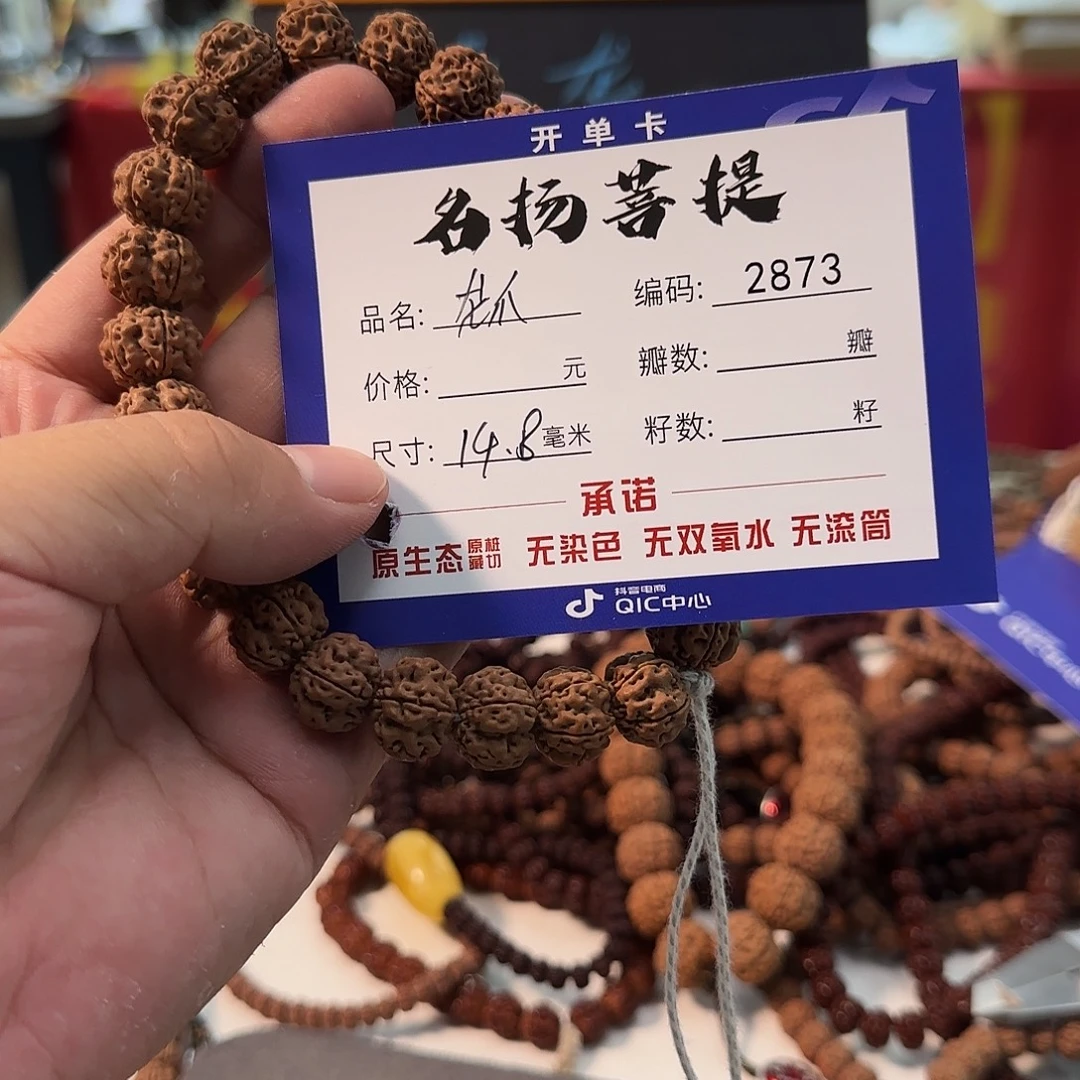 开单卡
名扬菩提
品名: 龙爪 编码: 2873
价格: 元 瓣数: 瓣
尺寸: 14.8毫米 籽数: 籽
承诺
原生态 原桩藏切 无染色 无双氧水 无滚筒
抖音电商
QIC中心